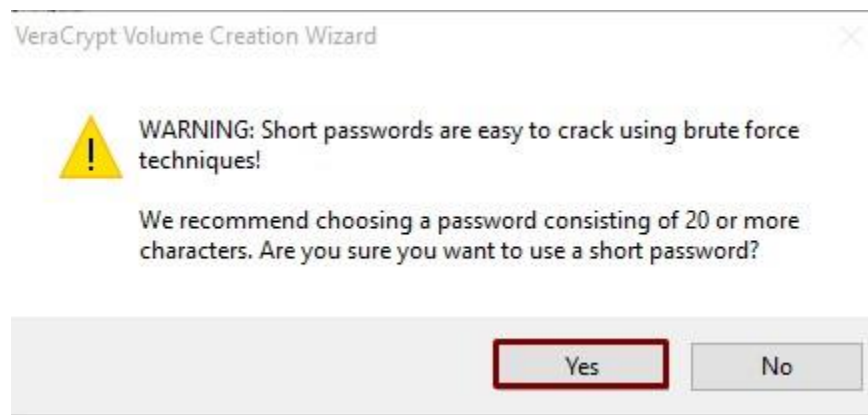 VeraCrypt Volume Creation Wizard
WARNING: Short passwords are easy to crack using brute force
techniques!
We recommend choosing a password consisting of 20 or more
characters. Are you sure you want to use a short password?
Yes No